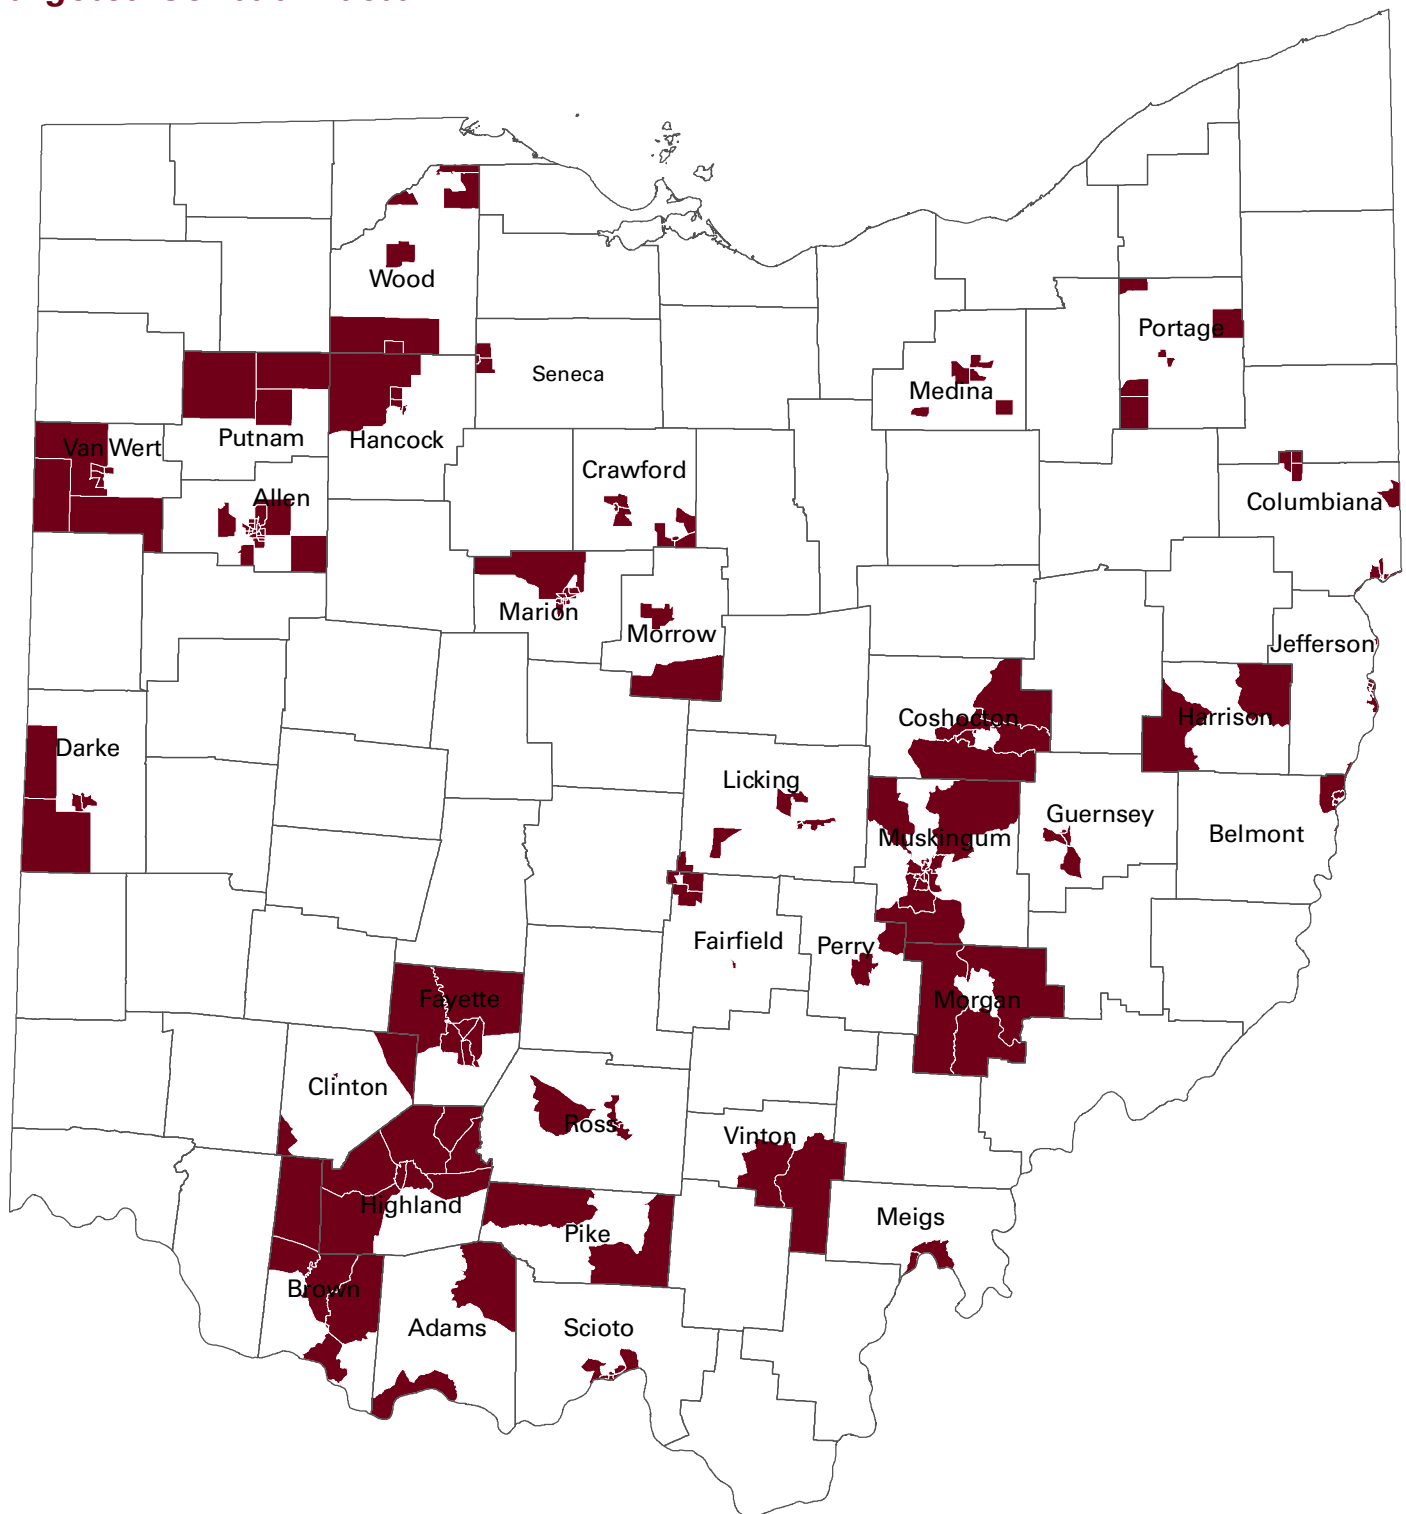 Wood
Portage
Seneca
Medina
Putnam
Hancock
Van Wert
Crawford
Allen
Columbiana
Marion
Morrow
Jefferson
Coshocton
Harrison
Darke
Licking
Guernsey
Muskingum
Belmont
Fairfield
Perry
Fayette
Morgan
Clinton
Ross
Vinton
Highland
Meigs
Pike
Brown
Adams
Scioto